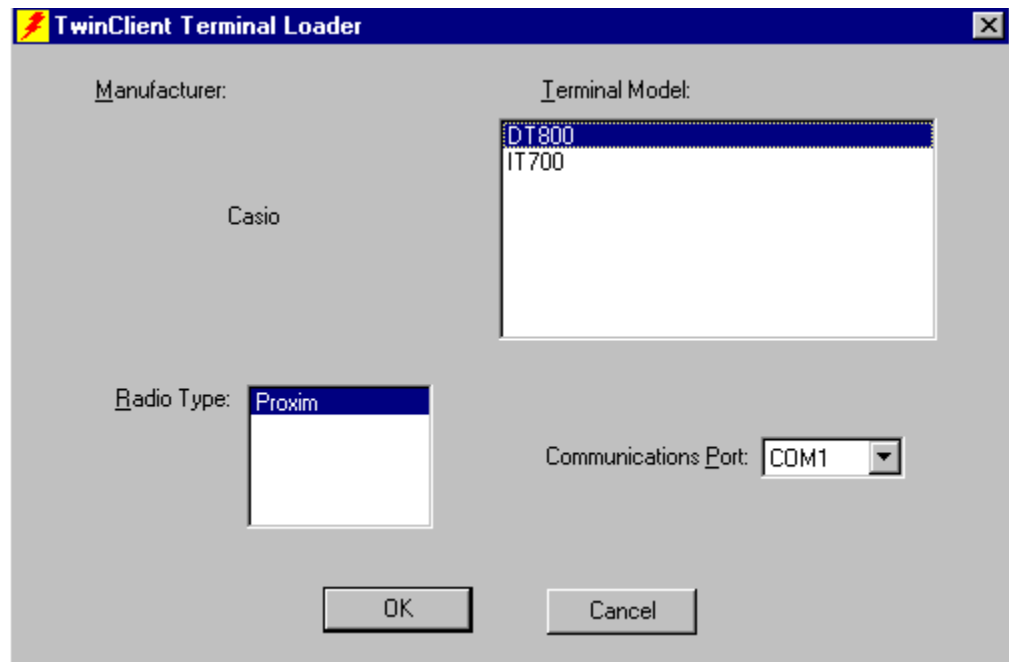 TwinClient Terminal Loader
Manufacturer:
Terminal Model:
DT800
IT700
Casio
Radio Type:
Proxim
Communications Port:
COM1
OK
Cancel